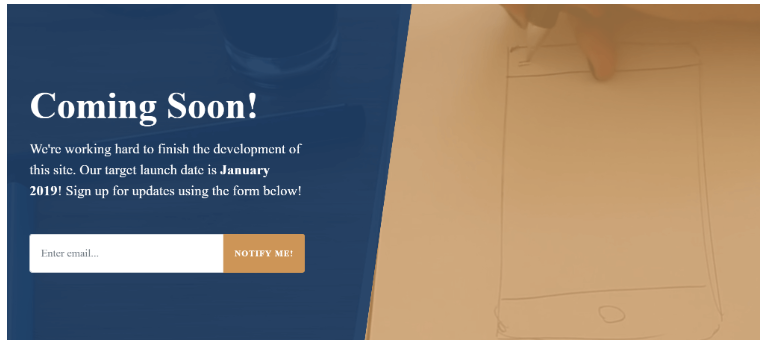 Coming Soon!
We're working hard to finish the development of
this site. Our target launch date is January
2019! Sign up for updates using the form below!
Enter email...
NOTIFY ME!